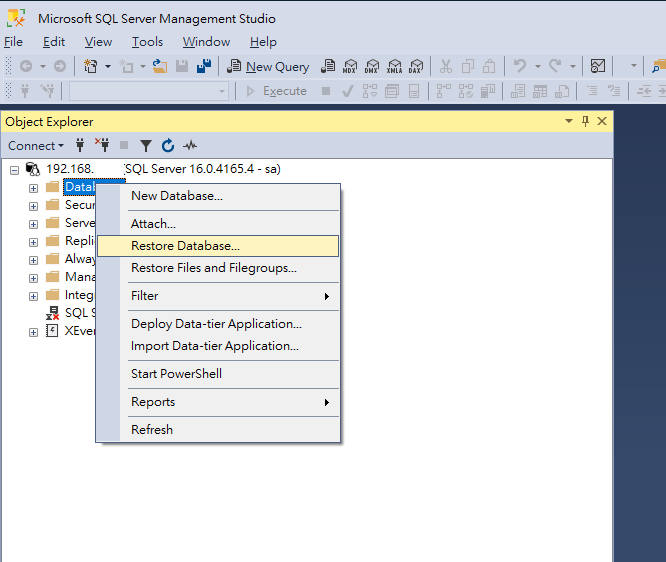 Microsoft SQL Server Management Studio
File Edit View Tools Window Help
New Query MDX DMX XMLA DAX
Execute
Object Explorer
Connect
192.168. (SQL Server 16.0.4165.4 - sa)
Datab
Secur
Serve
Replic
Alway
Mana
Integr
SQL S
XEven
New Database...
Attach...
Restore Database...
Restore Files and Filegroups...
Filter
Deploy Data-tier Application...
Import Data-tier Application...
Start PowerShell
Reports
Refresh